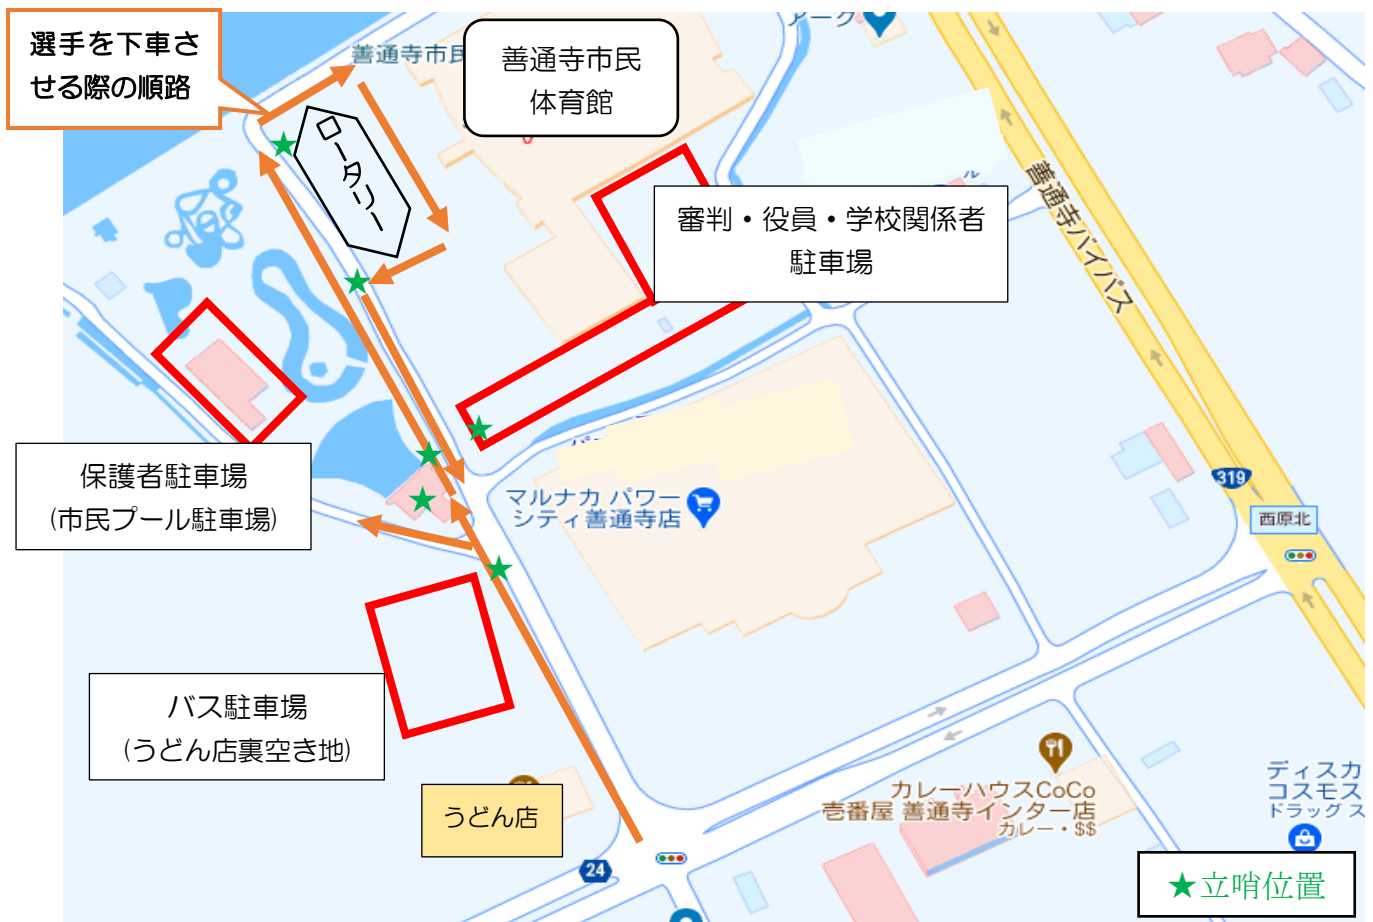 選手を下車さ
せる際の順路
善通寺市民
体育館
アーク
善通寺市民
ロータリー
審判・役員・学校関係者
駐車場
ル
善通寺バイパス
保護者駐車場
(市民プール駐車場)
マルナカ パワー
シティ善通寺店
319
西原北
バス駐車場
(うどん店裏空き地)
うどん店
カレーハウスCoCo
壱番屋 善通寺インター店
カレー・$$
ディスカ
コスモス
ドラッグス
24
★立哨位置